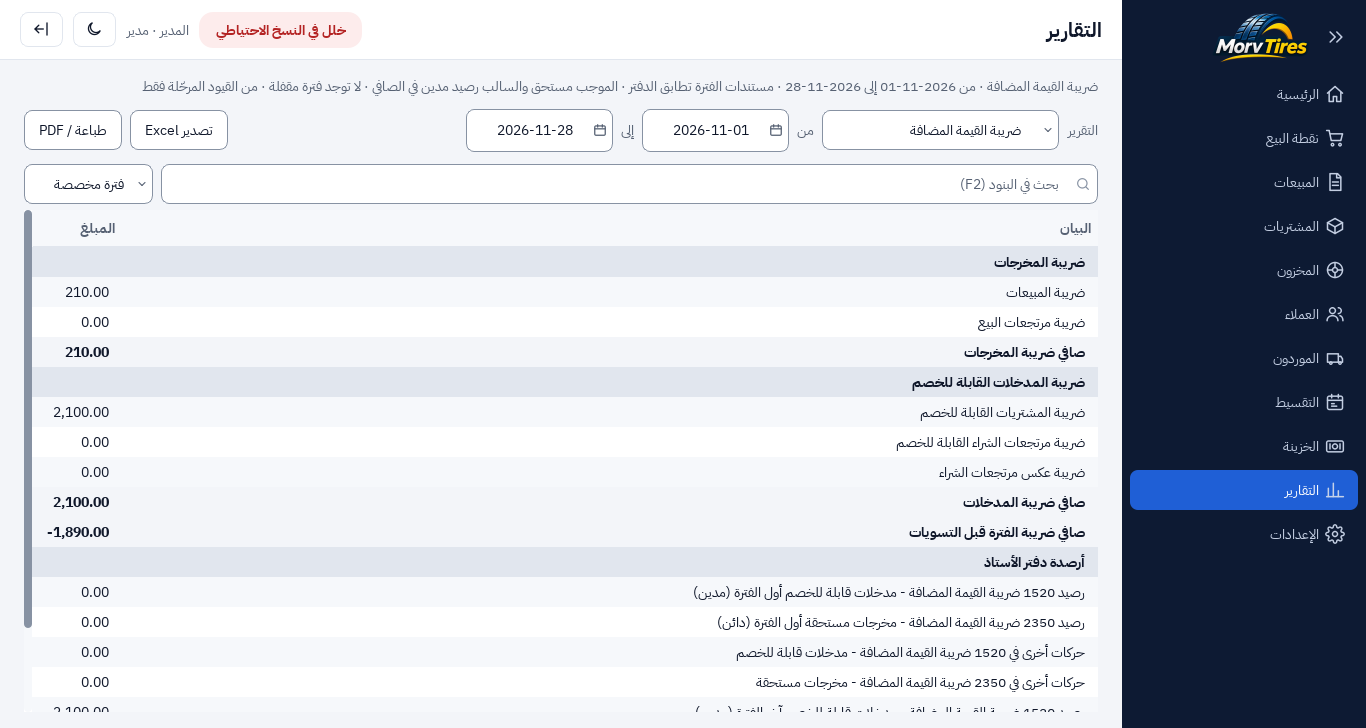 MorvTires
الرئيسية
نقطة البيع
المبيعات
المشتريات
المخزون
العملاء
الموردون
التقسيط
الخزينة
التقارير
الإعدادات
التقارير
خلل في النسخ الاحتياطي
المدير · مدير
ضريبة القيمة المضافة · من 2026-11-01 إلى 2026-11-28 · مستندات الفترة تطابق الدفتر · الموجب مستحق والسالب رصيد مدين في الصافي · لا توجد فترة مقفلة · من القيود المرحّلة فقط
التقرير ضريبة القيمة المضافة من 2026-11-01 إلى 2026-11-28 تصدير Excel طباعة / PDF
بحث في البنود (F2) فترة مخصصة
البيان المبلغ
ضريبة المخرجات
ضريبة المبيعات 210.00
ضريبة مرتجعات البيع 0.00
صافي ضريبة المخرجات 210.00
ضريبة المدخلات القابلة للخصم
ضريبة المشتريات القابلة للخصم 2,100.00
ضريبة مرتجعات الشراء القابلة للخصم 0.00
ضريبة عكس مرتجعات الشراء 0.00
صافي ضريبة المدخلات 2,100.00
صافي ضريبة الفترة قبل التسويات -1,890.00
أرصدة دفتر الأستاذ
رصيد 1520 ضريبة القيمة المضافة - مدخلات قابلة للخصم أول الفترة (مدين) 0.00
رصيد 2350 ضريبة القيمة المضافة - مخرجات مستحقة أول الفترة (دائن) 0.00
حركات أخرى في 1520 ضريبة القيمة المضافة - مدخلات قابلة للخصم 0.00
حركات أخرى في 2350 ضريبة القيمة المضافة - مخرجات مستحقة 0.00